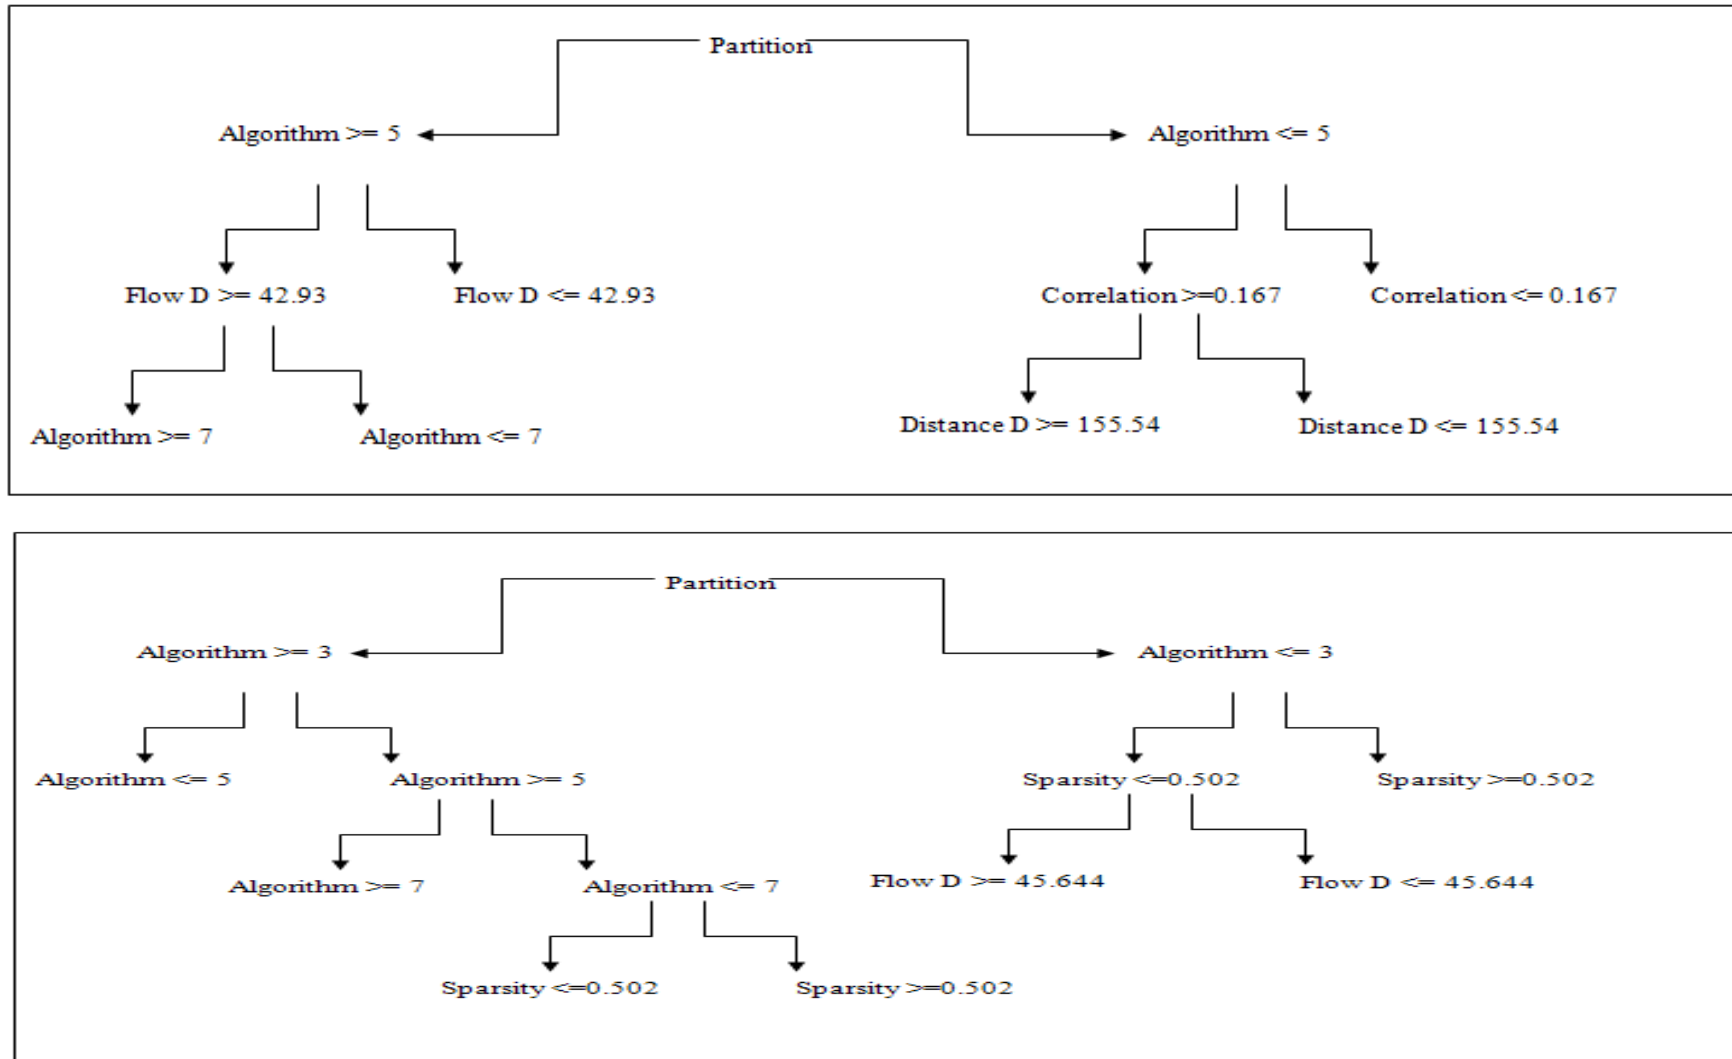 Partition
Algorithm >= 5
Algorithm <= 5
Flow D >= 42.93
Flow D <= 42.93
Correlation >=0.167
Correlation <= 0.167
Algorithm >= 7
Algorithm <= 7
Distance D >= 155.54
Distance D <= 155.54
Partition
Algorithm >= 3
Algorithm <= 3
Algorithm <= 5
Algorithm >= 5
Sparsity <=0.502
Sparsity >=0.502
Algorithm >= 7
Algorithm <= 7
Flow D >= 45.644
Flow D <= 45.644
Sparsity <=0.502
Sparsity >=0.502